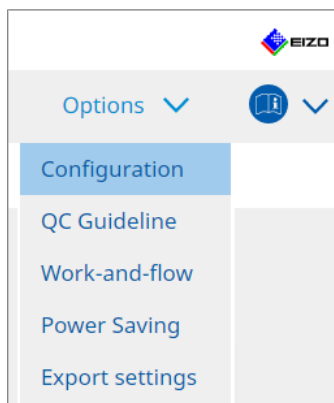 EIZO
Options
Configuration
QC Guideline
Work-and-flow
Power Saving
Export settings